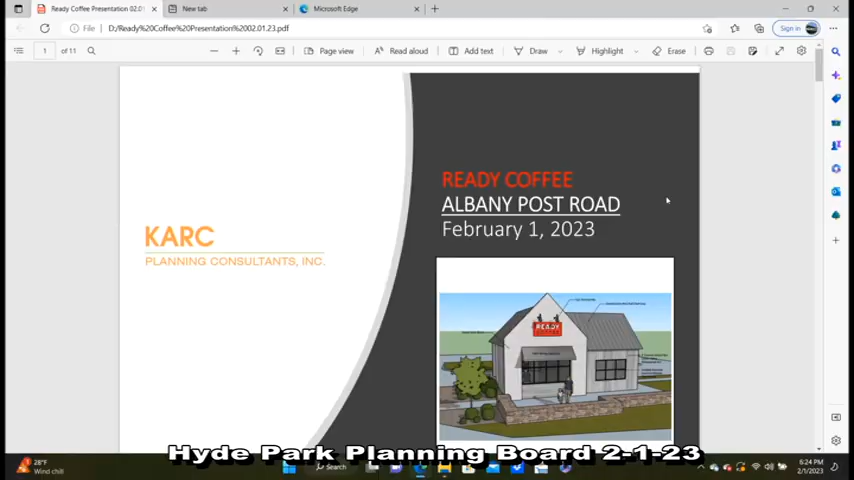 Ready Coffee Presentation 02.01
New tab
Microsoft Edge
File
D:/Ready%20Coffee%20Presentation%2002.01.23.pdf
Sign in
1
of 11
Page view
Read aloud
Add text
Draw
Highlight
Erase
READY COFFEE
ALBANY POST ROAD
February 1, 2023
KARC
PLANNING CONSULTANTS, INC.
READY
COFFEE
Hyde Park Planning Board 2-1-23
28°F
Wind chill
Search
6:24 PM
2/1/2023